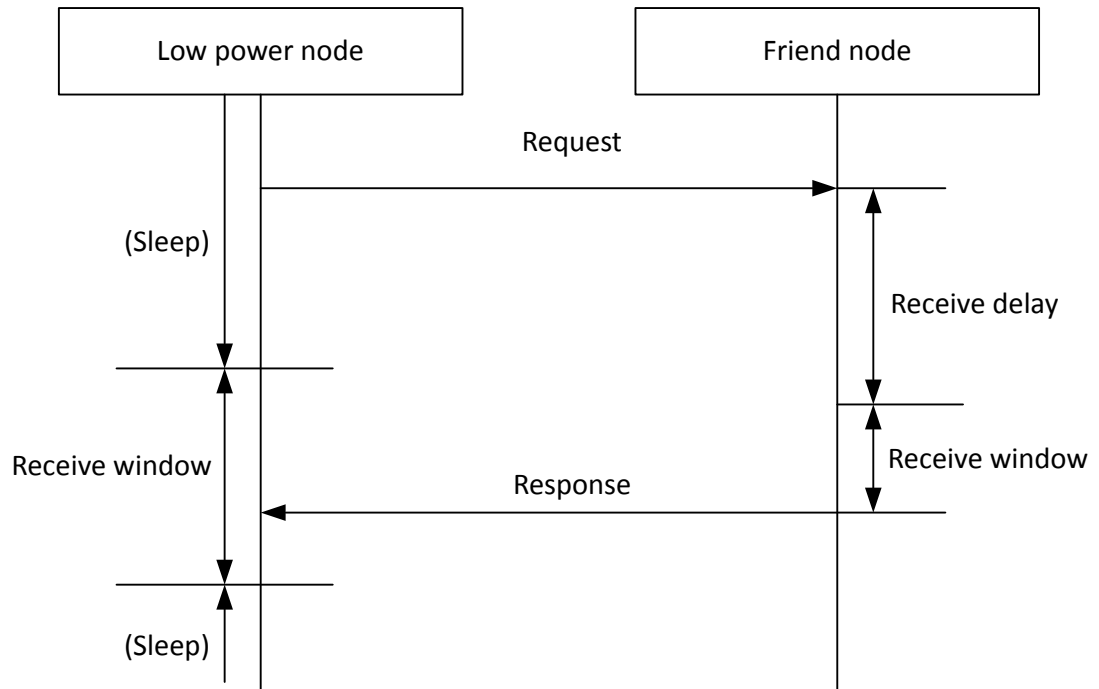 Low power node
Friend node
Request
(Sleep)
Receive delay
Receive window
Receive window
Response
(Sleep)